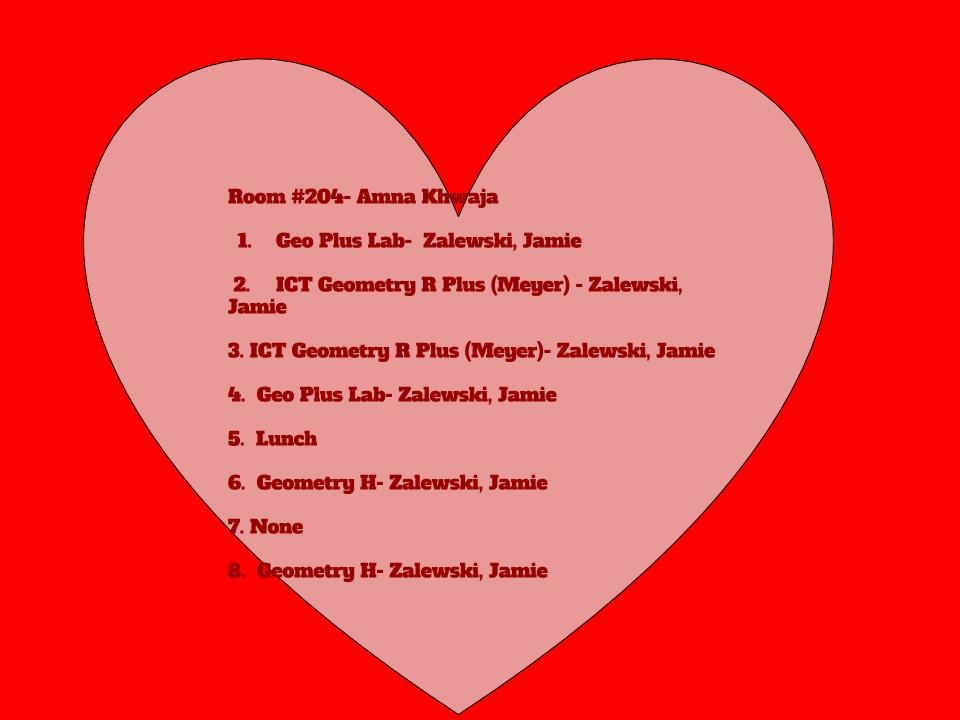 Room #204- Amna Khwaja
1. Geo Plus Lab- Zalewski, Jamie
2. ICT Geometry R Plus (Meyer) - Zalewski,
Jamie
3. ICT Geometry R Plus (Meyer)- Zalewski, Jamie
4. Geo Plus Lab- Zalewski, Jamie
5. Lunch
6. Geometry H- Zalewski, Jamie
7. None
8. Geometry H- Zalewski, Jamie